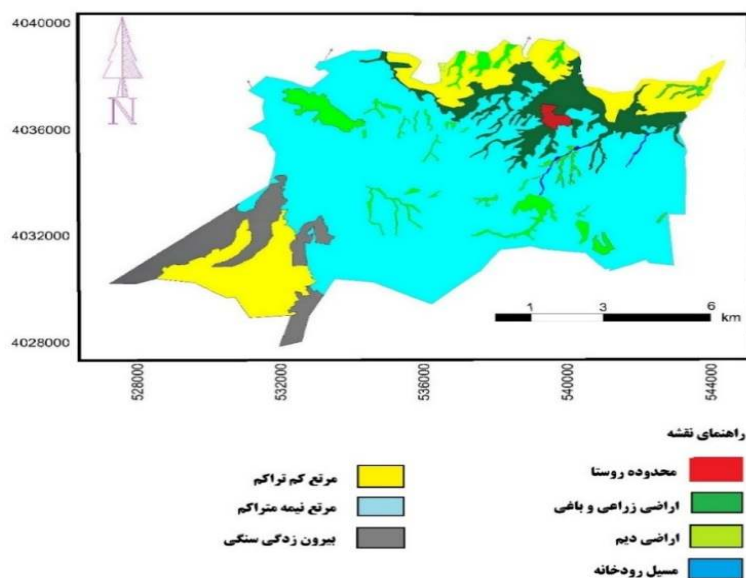 4040000
N
4036000
4032000
4028000
1 3 6
km
528000 532000 536000 540000 544000
راهنمای نقشه
محدوده روستا
اراضی زراعی و باغی
اراضی دیم
مسیل رودخانه
مرتع کم تراکم
مرتع نیمه متراکم
بیرون زدگی سنگی